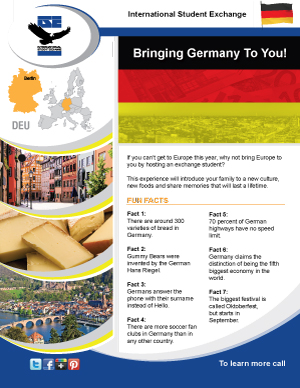 International Student Exchange
ISE
Bringing Germany To You!
Berlin
DEU
If you can't get to Europe this year, why not bring Europe to
you by hosting an exchange student?
This experience will introduce your family to a new culture,
new foods and share memories that will last a lifetime.
FUN FACTS
Fact 1:
There are around 300
varieties of bread in
Germany.
Fact 2:
Gummy Bears were
invented by the German
Hans Riegel.
Fact 3:
Germans answer the
phone with their surname
instead of Hello.
Fact 4:
There are more soccer fan
clubs in Germany than in
any other country.
Fact 5:
70 percent of German
highways have no speed
limit.
Fact 6:
Germany claims the
distinction of being the fifth
biggest economy in the
world.
Fact 7:
The biggest festival is
called Oktoberfest,
but starts in
September.
To learn more call